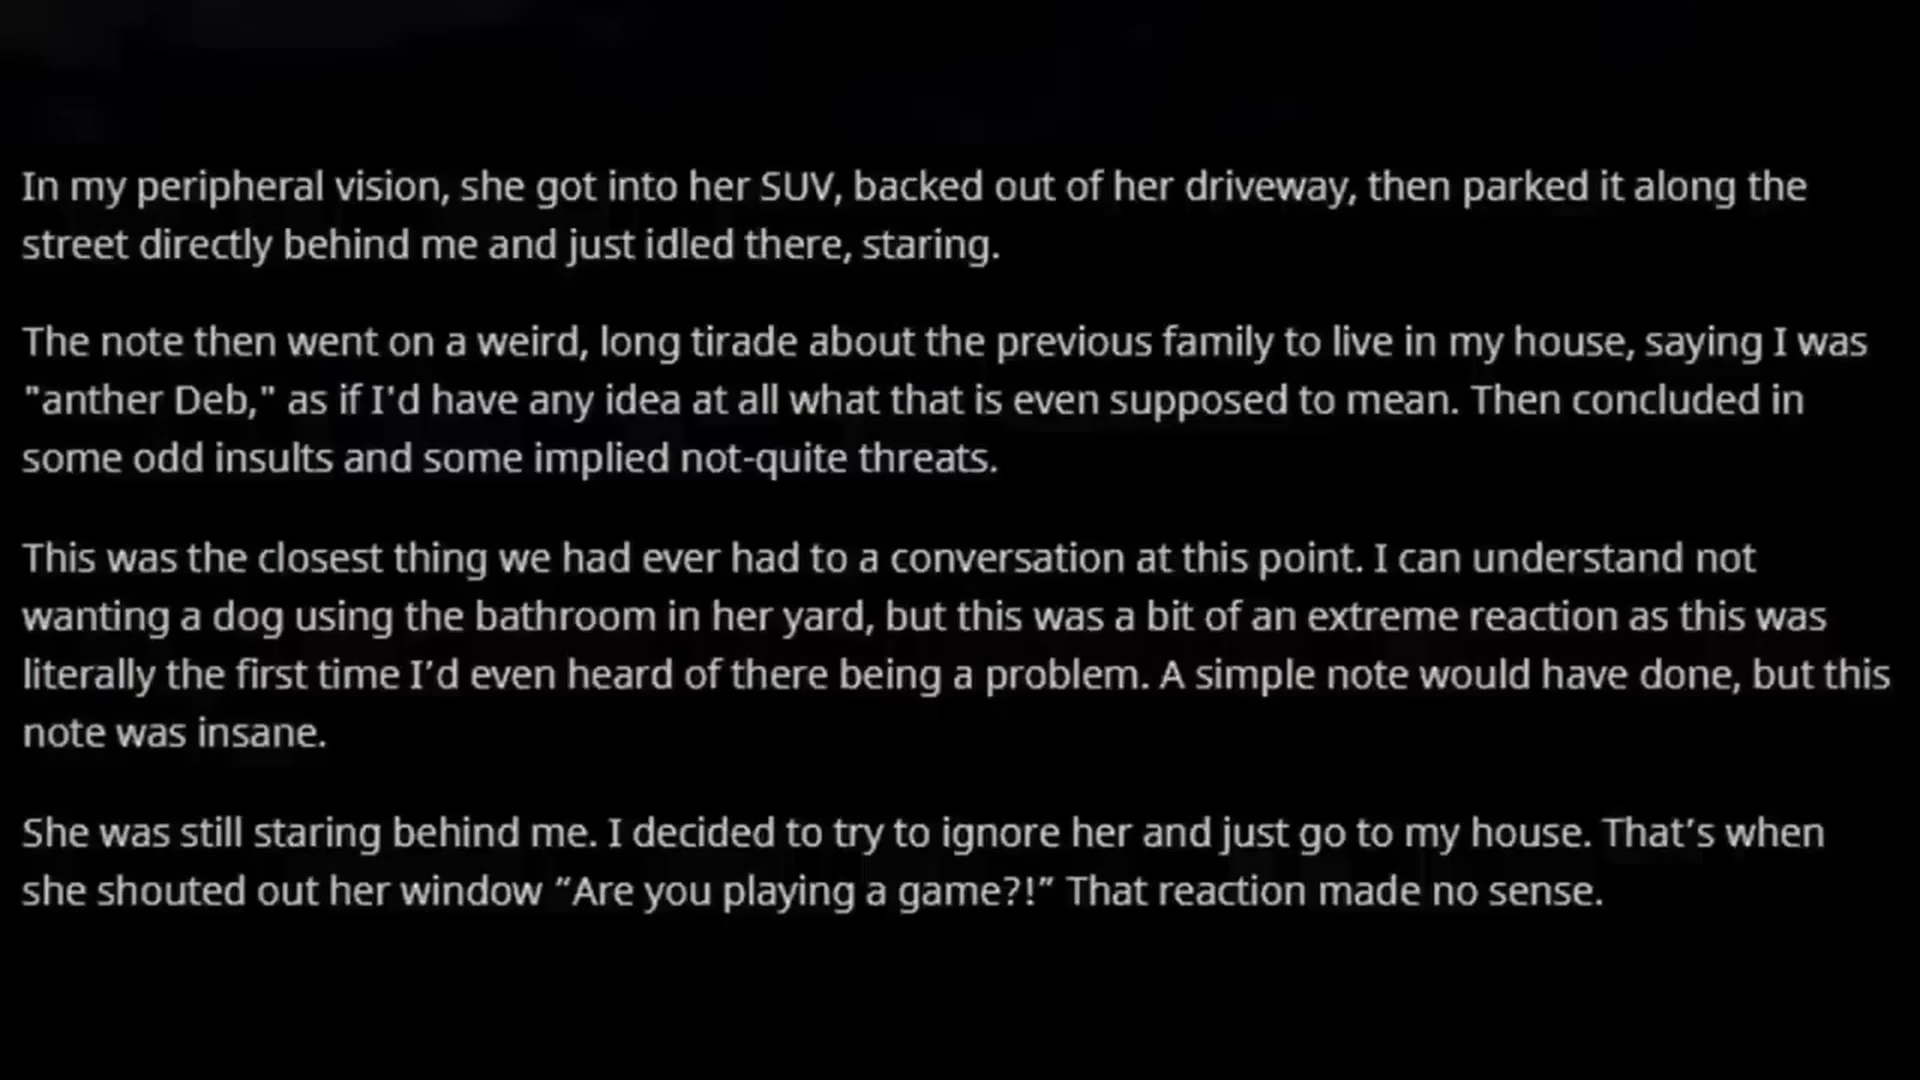 In my peripheral vision, she got into her SUV, backed out of her driveway, then parked it along the
street directly behind me and just idled there, staring.
The note then went on a weird, long tirade about the previous family to live in my house, saying I was
"anther Deb," as if I'd have any idea at all what that is even supposed to mean. Then concluded in
some odd insults and some implied not-quite threats.
This was the closest thing we had ever had to a conversation at this point. I can understand not
wanting a dog using the bathroom in her yard, but this was a bit of an extreme reaction as this was
literally the first time I’d even heard of there being a problem. A simple note would have done, but this
note was insane.
She was still staring behind me. I decided to try to ignore her and just go to my house. That’s when
she shouted out her window “Are you playing a game?!” That reaction made no sense.